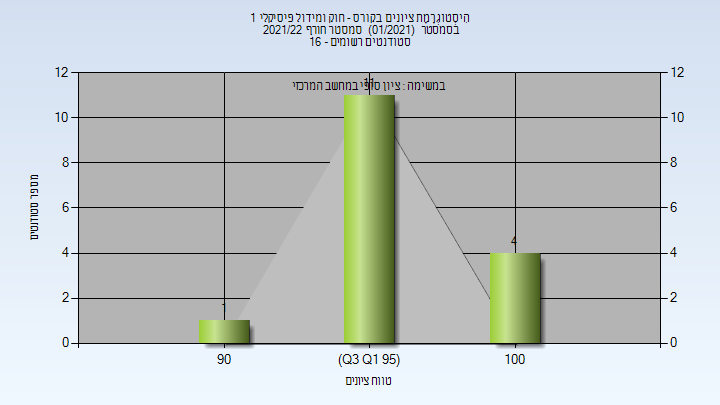 היסטוגרמת ציונים בקורס - חוק ומידול פיסיקלי 1
בסמסטר (01/2021) סמסטר חורף 2021/22
סטודנטים רשומים - 16
במשימה : ציון סופי במחשב המרכזי
12
10
8
6
4
2
0
12
10
8
6
4
2
0
מספר סטודנטים
1
11
4
90
(Q3 Q1 95)
100
טווח ציונים